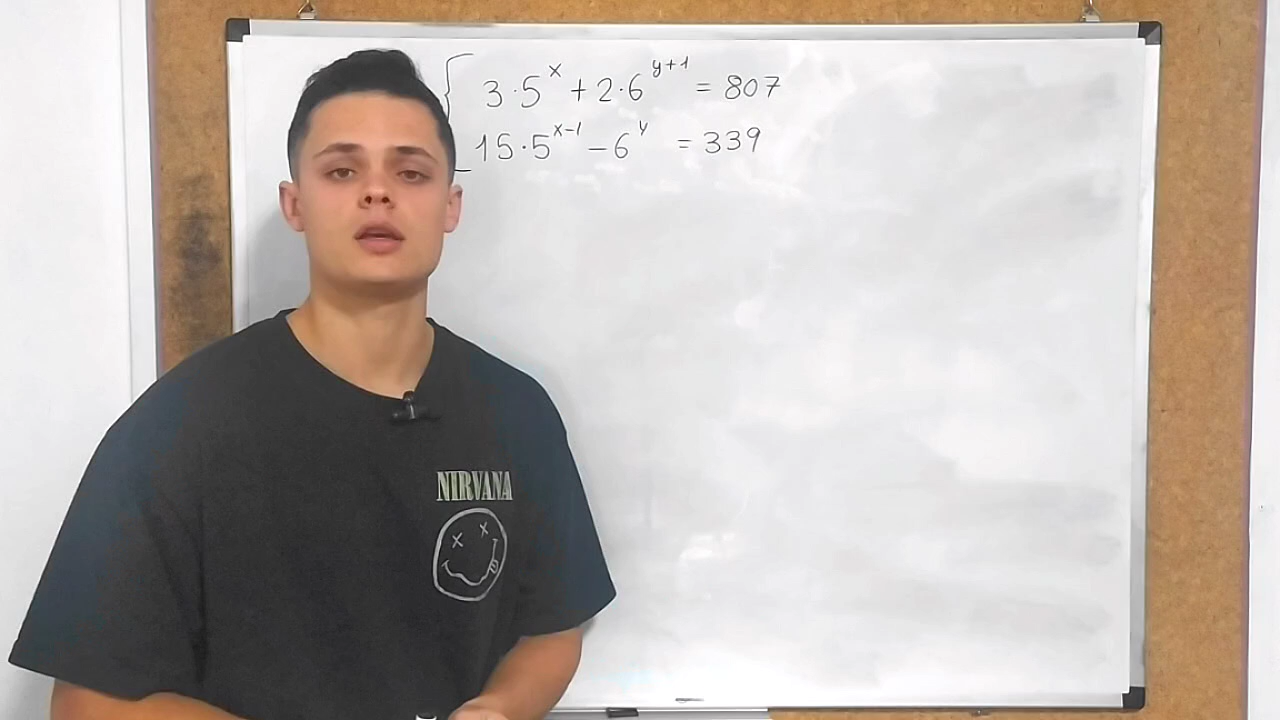 3·5^x + 2·6^{y+1} = 807
15·5^{x-1} - 6^y = 339
NIRVANA